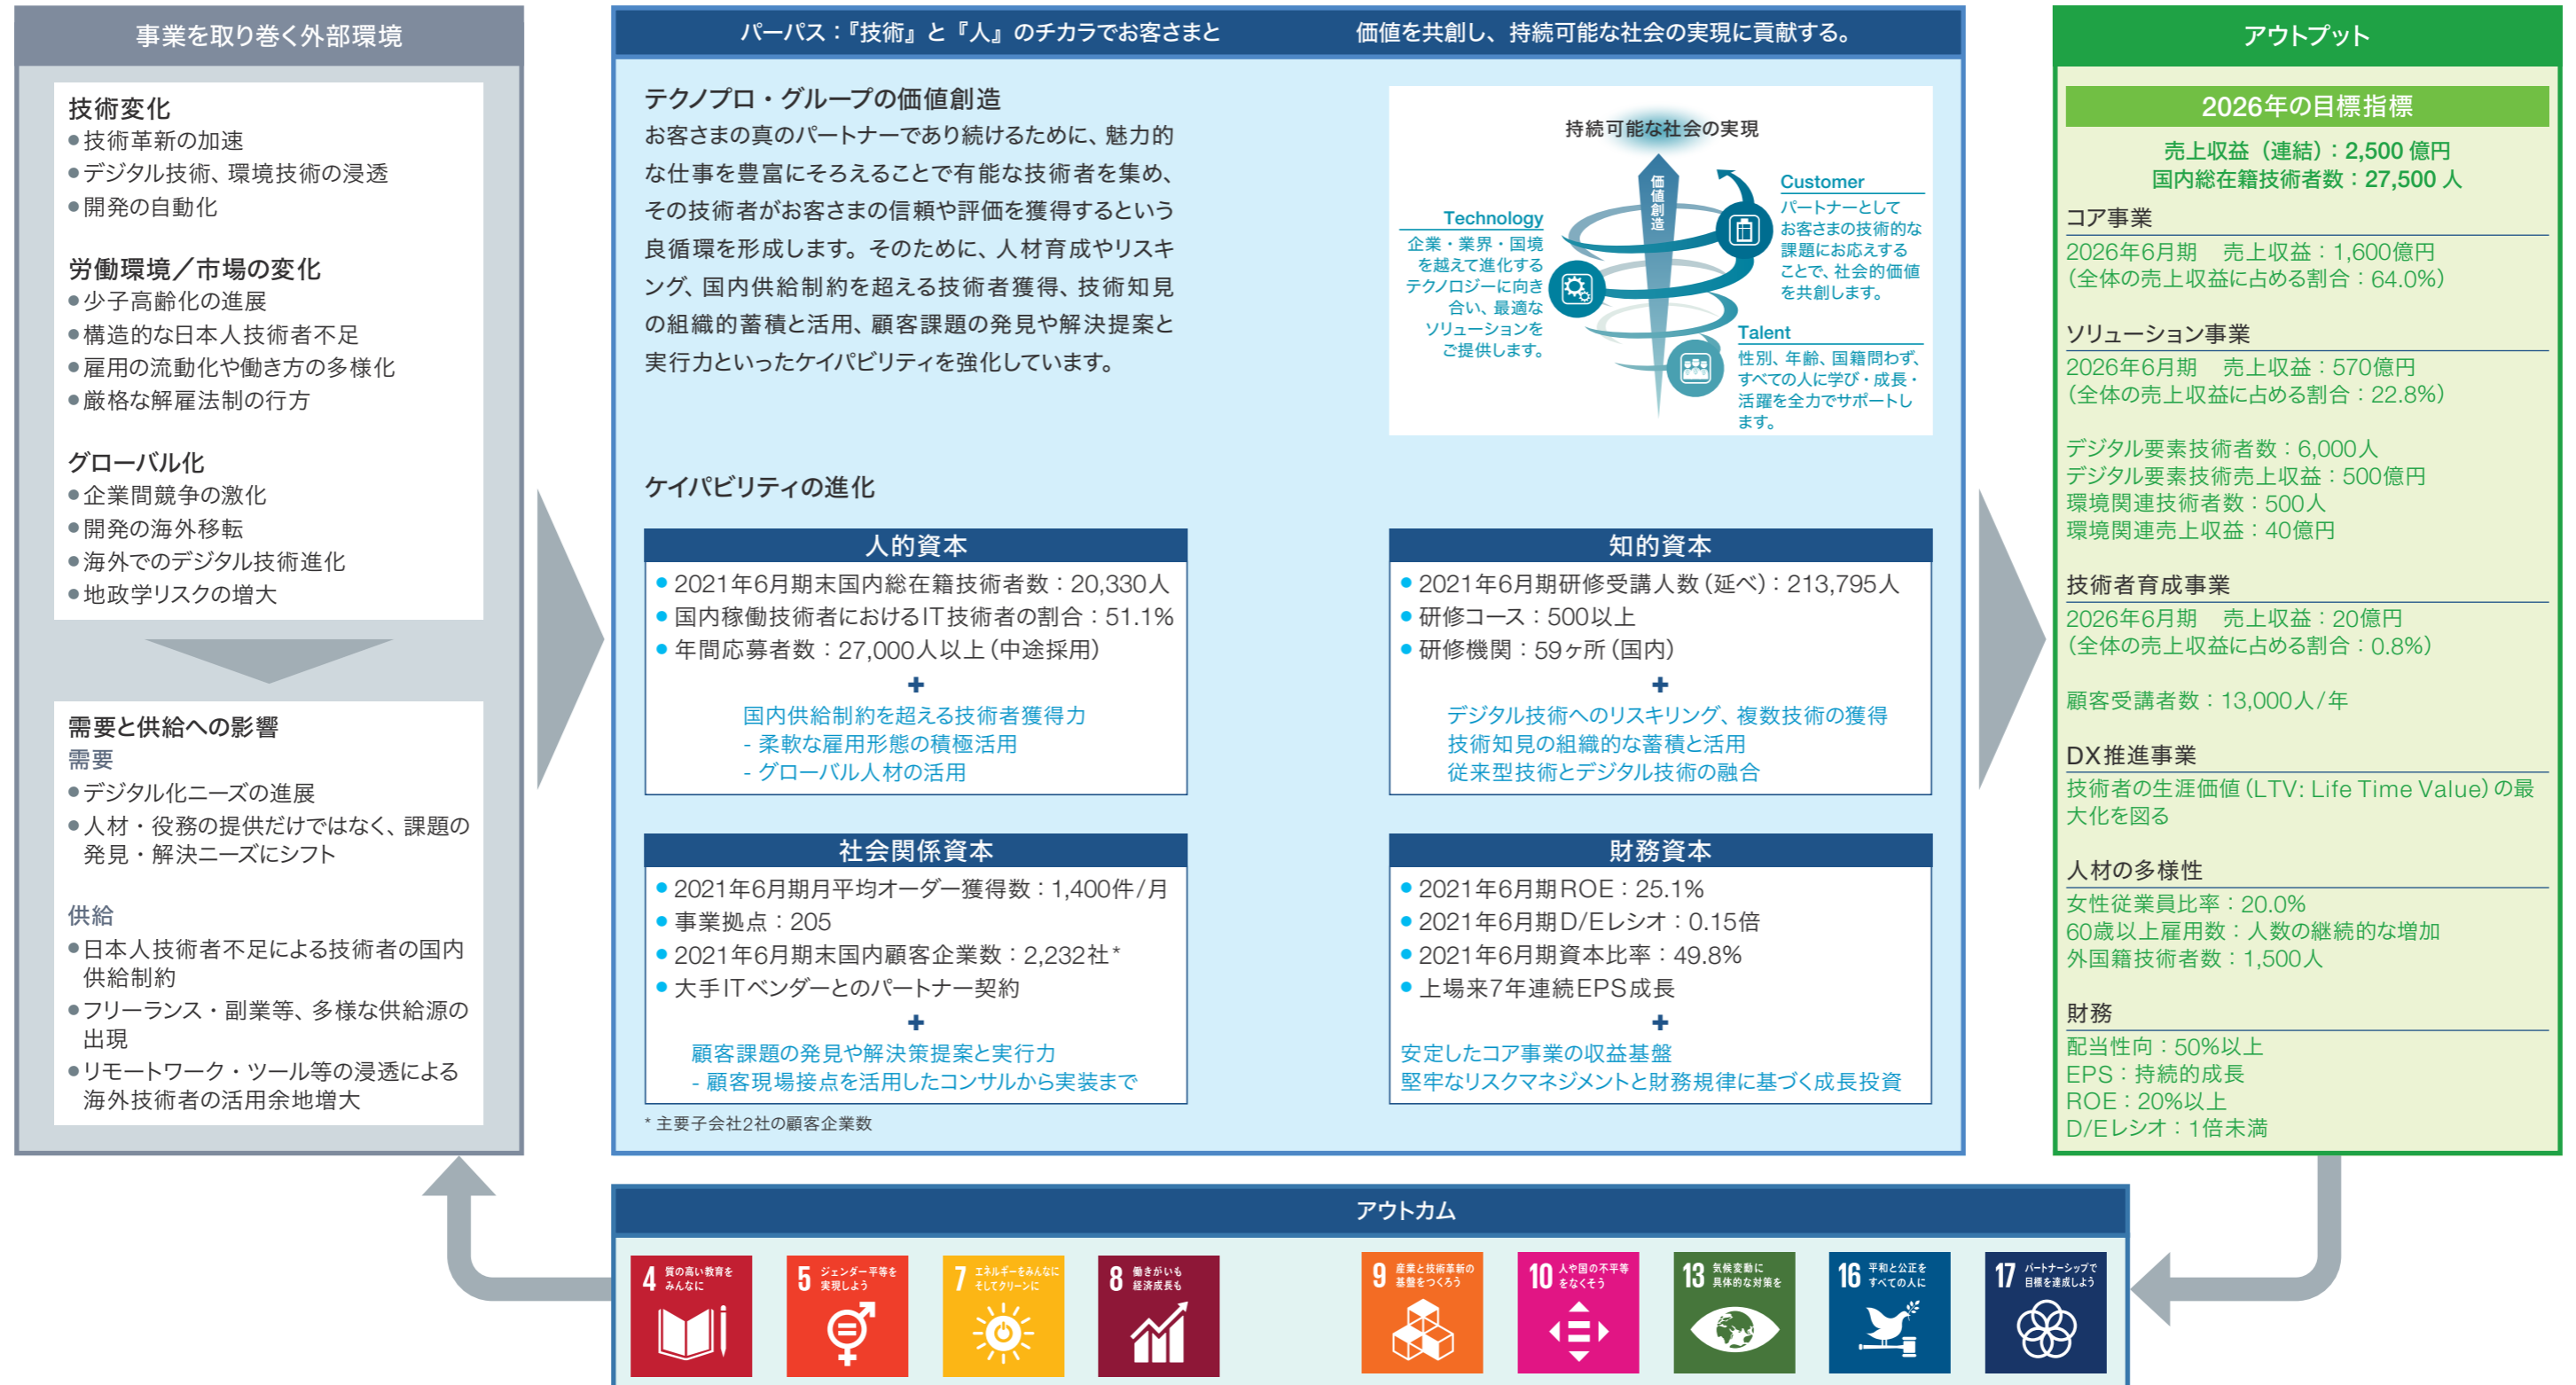 事業を取り巻く外部環境
技術変化
●技術革新の加速
●デジタル技術、環境技術の浸透
●開発の自動化
労働環境／市場の変化
●少子高齢化の進展
●構造的な日本人技術者不足
●雇用の流動化や働き方の多様化
●厳格な解雇法制の行方
グローバル化
●企業間競争の激化
●開発の海外移転
●海外でのデジタル技術進化
●地政学リスクの増大
需要と供給への影響
需要
●デジタル化ニーズの進展
●人材・役務の提供だけではなく、課題の
発見・解決ニーズにシフト
供給
●日本人技術者不足による技術者の国内
供給制約
●フリーランス・副業等、多様な供給源の
出現
●リモートワーク・ツール等の浸透による
海外技術者の活用余地増大
パーパス：『技術』と『人』のチカラでお客さまと 価値を共創し、持続可能な社会の実現に貢献する。
テクノプロ・グループの価値創造
お客さまの真のパートナーであり続けるために、魅力的
な仕事を豊富にそろえることで有能な技術者を集め、
その技術者がお客さまの信頼や評価を獲得するという
良循環を形成します。そのために、人材育成やリスキ
ング、国内供給制約を超える技術者獲得、技術知見
の組織的蓄積と活用、顧客課題の発見や解決提案と
実行力といったケイパビリティを強化しています。
持続可能な社会の実現
価値創造
Technology
企業・業界・国境
を越えて進化する
テクノロジーに向き
合い、最適な
ソリューションを
ご提供します。
Customer
パートナーとして
お客さまの技術的な
課題にお応えする
ことで、社会的価値
を共創します。
Talent
性別、年齢、国籍問わず、
すべての人に学び・成長・
活躍を全力でサポートし
ます。
ケイパビリティの進化
人的資本
● 2021年6月期末国内総在籍技術者数：20,330人
● 国内稼働技術者におけるIT技術者の割合：51.1%
● 年間応募者数：27,000人以上（中途採用）
+
国内供給制約を超える技術者獲得力
- 柔軟な雇用形態の積極活用
- グローバル人材の活用
知的資本
● 2021年6月期研修受講人数（延べ）：213,795人
● 研修コース：500以上
● 研修機関：59ヶ所（国内）
+
デジタル技術へのリスキリング、複数技術の獲得
技術知見の組織的な蓄積と活用
従来型技術とデジタル技術の融合
社会関係資本
● 2021年6月期月平均オーダー獲得数：1,400件/月
● 事業拠点：205
● 2021年6月期末国内顧客企業数：2,232社*
● 大手ITベンダーとのパートナー契約
+
顧客課題の発見や解決策提案と実行力
- 顧客現場接点を活用したコンサルから実装まで
* 主要子会社2社の顧客企業数
財務資本
● 2021年6月期ROE：25.1%
● 2021年6月期D/Eレシオ：0.15倍
● 2021年6月期資本比率：49.8%
● 上場来7年連続EPS成長
+
安定したコア事業の収益基盤
堅牢なリスクマネジメントと財務規律に基づく成長投資
アウトプット
2026年の目標指標
売上収益（連結）：2,500 億円
国内総在籍技術者数：27,500 人
コア事業
2026年6月期　売上収益：1,600億円
（全体の売上収益に占める割合：64.0%）
ソリューション事業
2026年6月期　売上収益：570億円
（全体の売上収益に占める割合：22.8%）
デジタル要素技術者数：6,000人
デジタル要素技術売上収益：500億円
環境関連技術者数：500人
環境関連売上収益：40億円
技術者育成事業
2026年6月期　売上収益：20億円
（全体の売上収益に占める割合：0.8%）
顧客受講者数：13,000人/年
DX推進事業
技術者の生涯価値（LTV: Life Time Value）の最
大化を図る
人材の多様性
女性従業員比率：20.0%
60歳以上雇用数：人数の継続的な増加
外国籍技術者数：1,500人
財務
配当性向：50%以上
EPS：持続的成長
ROE：20%以上
D/Eレシオ：1倍未満
アウトカム
4 質の高い教育を
みんなに
5 ジェンダー平等を
実現しよう
7 エネルギーをみんなに
そしてクリーンに
8 働きがいも
経済成長も
9 産業と技術革新の
基盤をつくろう
10 人や国の不平等
をなくそう
13 気候変動に
具体的な対策を
16 平和と公正を
すべての人に
17 パートナーシップで
目標を達成しよう